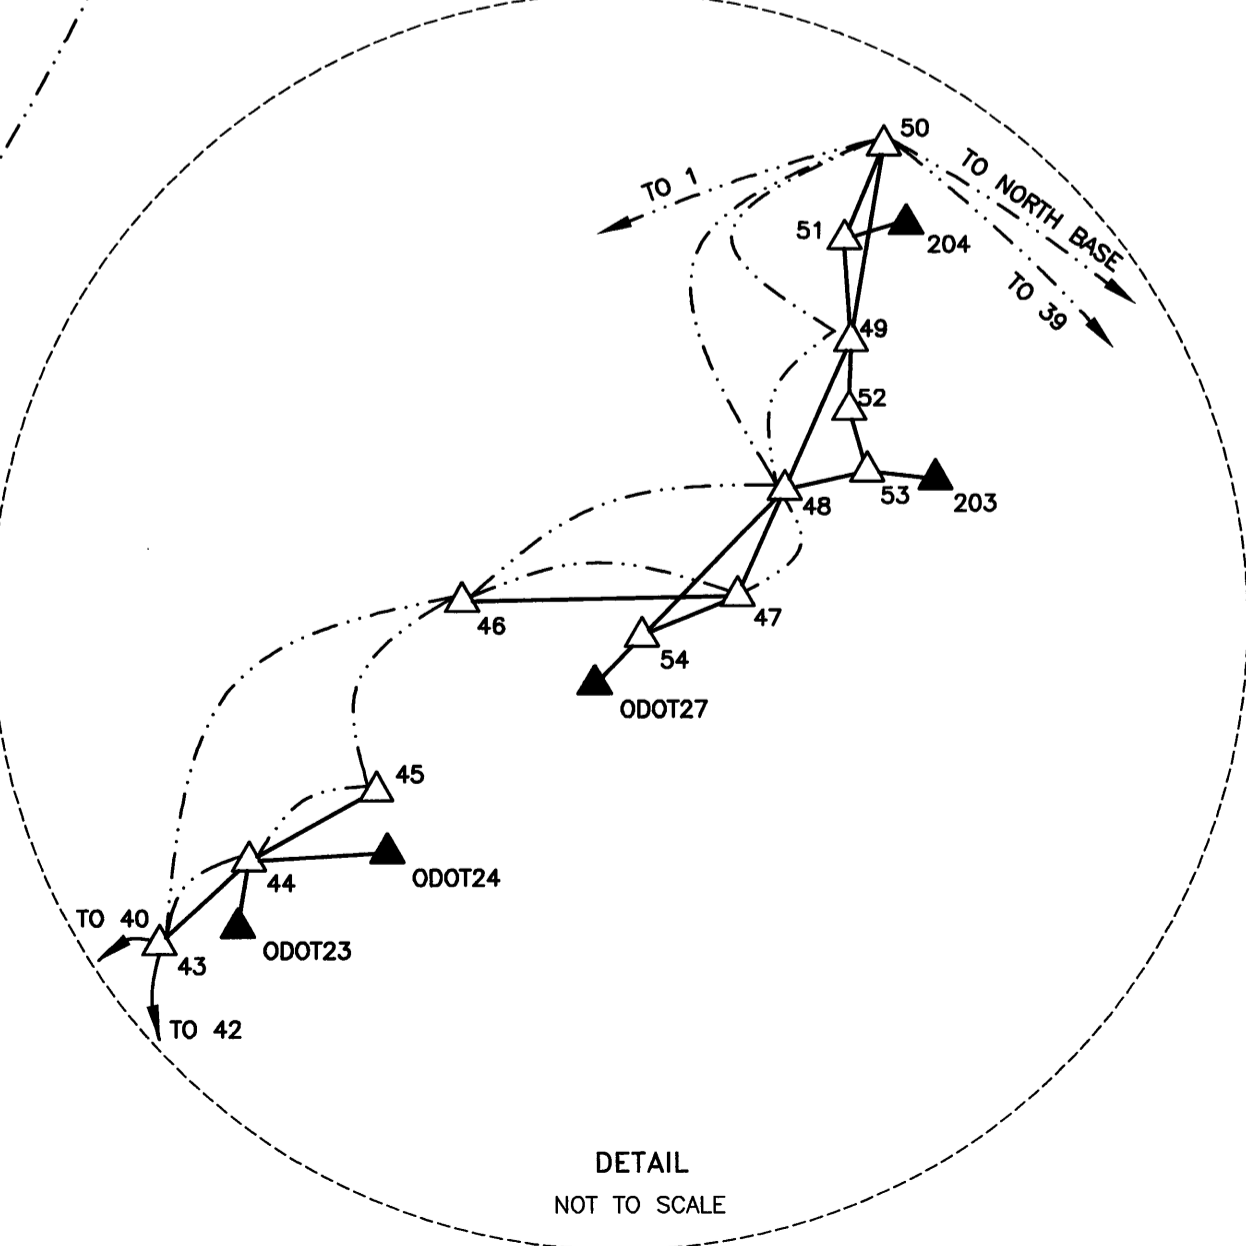 50
TO 1
TO NORTH BASE
51
204
TO 39
49
52
53
203
48
46
47
54
ODOT27
45
ODOT24
44
TO 40
ODOT23
43
TO 42
DETAIL
NOT TO SCALE